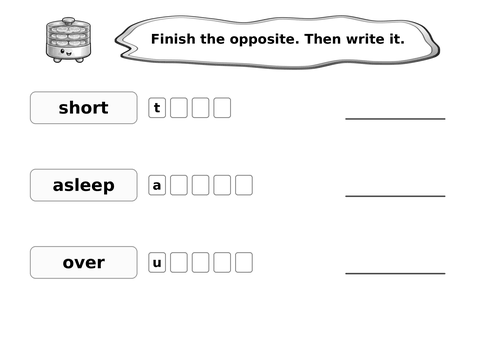 Finish the opposite. Then write it.
short t
asleep a
over u